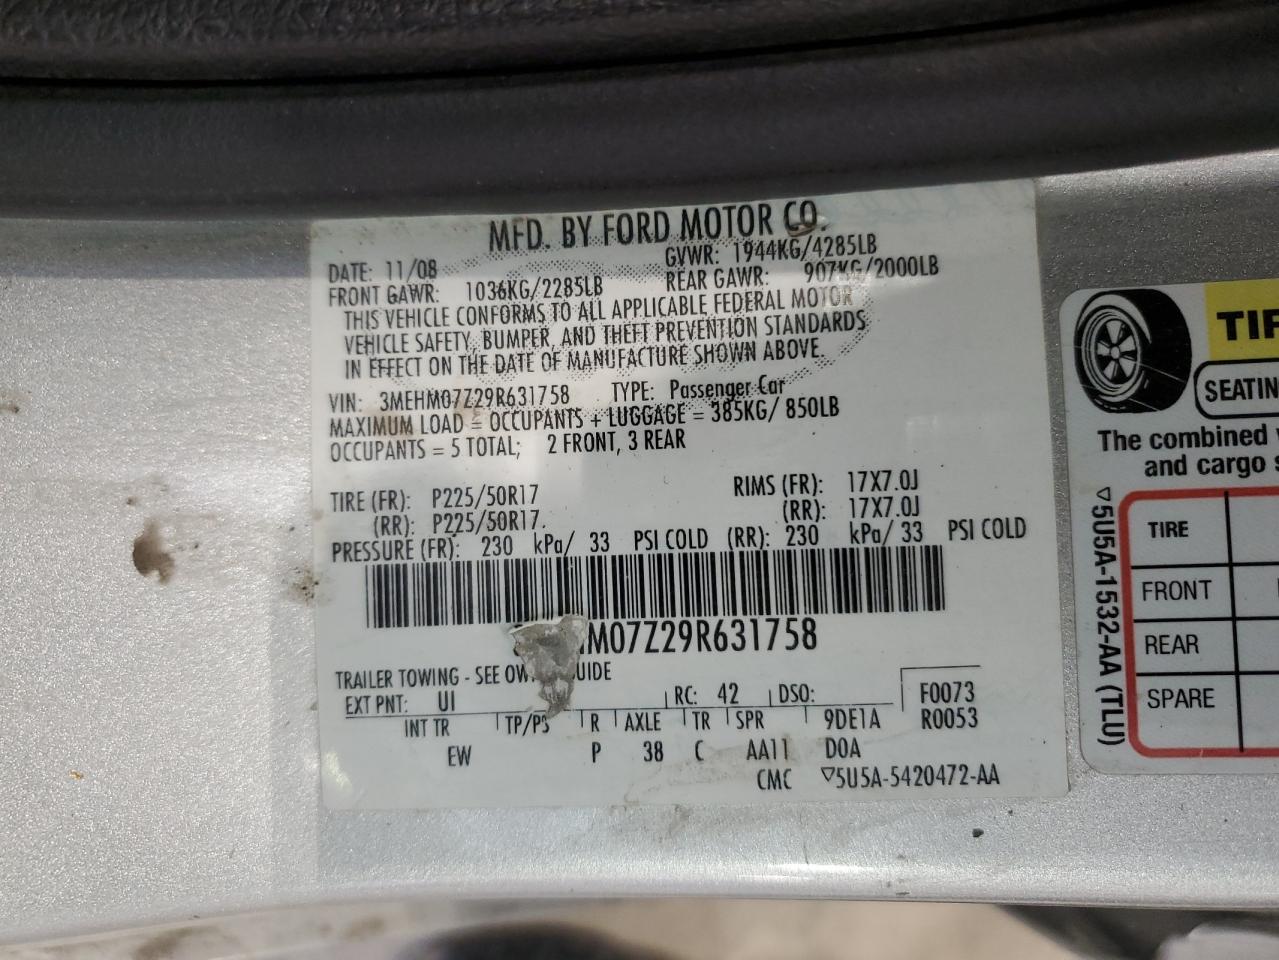 MFD. BY FORD MOTOR CO.
DATE: 11/08 GVWR: 1944KG/4285LB
FRONT GAWR: 1036KG/2285LB REAR GAWR: 907KG/2000LB
THIS VEHICLE CONFORMS TO ALL APPLICABLE FEDERAL MOTOR
VEHICLE SAFETY, BUMPER, AND THEFT PREVENTION STANDARDS
IN EFFECT ON THE DATE OF MANUFACTURE SHOWN ABOVE.
VIN: 3MEHM07Z29R631758 TYPE: Passenger Car
MAXIMUM LOAD = OCCUPANTS + LUGGAGE = 385KG/ 850LB
OCCUPANTS = 5 TOTAL; 2 FRONT, 3 REAR
TIRE (FR): P225/50R17 RIMS (FR): 17X7.0J
(RR): P225/50R17. (RR): 17X7.0J
PRESSURE (FR): 230 kPa/ 33 PSI COLD (RR): 230 kPa/ 33 PSI COLD
M07Z29R631758
TRAILER TOWING - SEE
EXT PNT: UI RC: 42 DSO: F0073
INT TR TP/PS R AXLE TR SPR 9DE1A R0053
EW P 38 C AA11 DOA
CMC ▽5U5A-5420472-AA
SEATIN
The combined
and cargo
TIRE
FRONT
REAR
SPARE
▽5U5A-1532-AA (TLU)